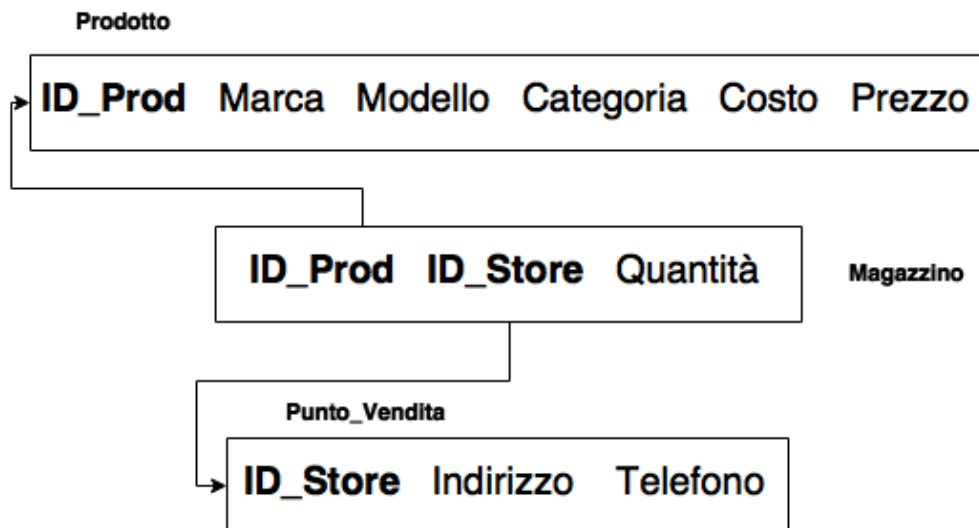 Prodotto
ID_Prod Marca Modello Categoria Costo Prezzo
ID_Prod ID_Store Quantità
Magazzino
Punto_Vendita
ID_Store Indirizzo Telefono